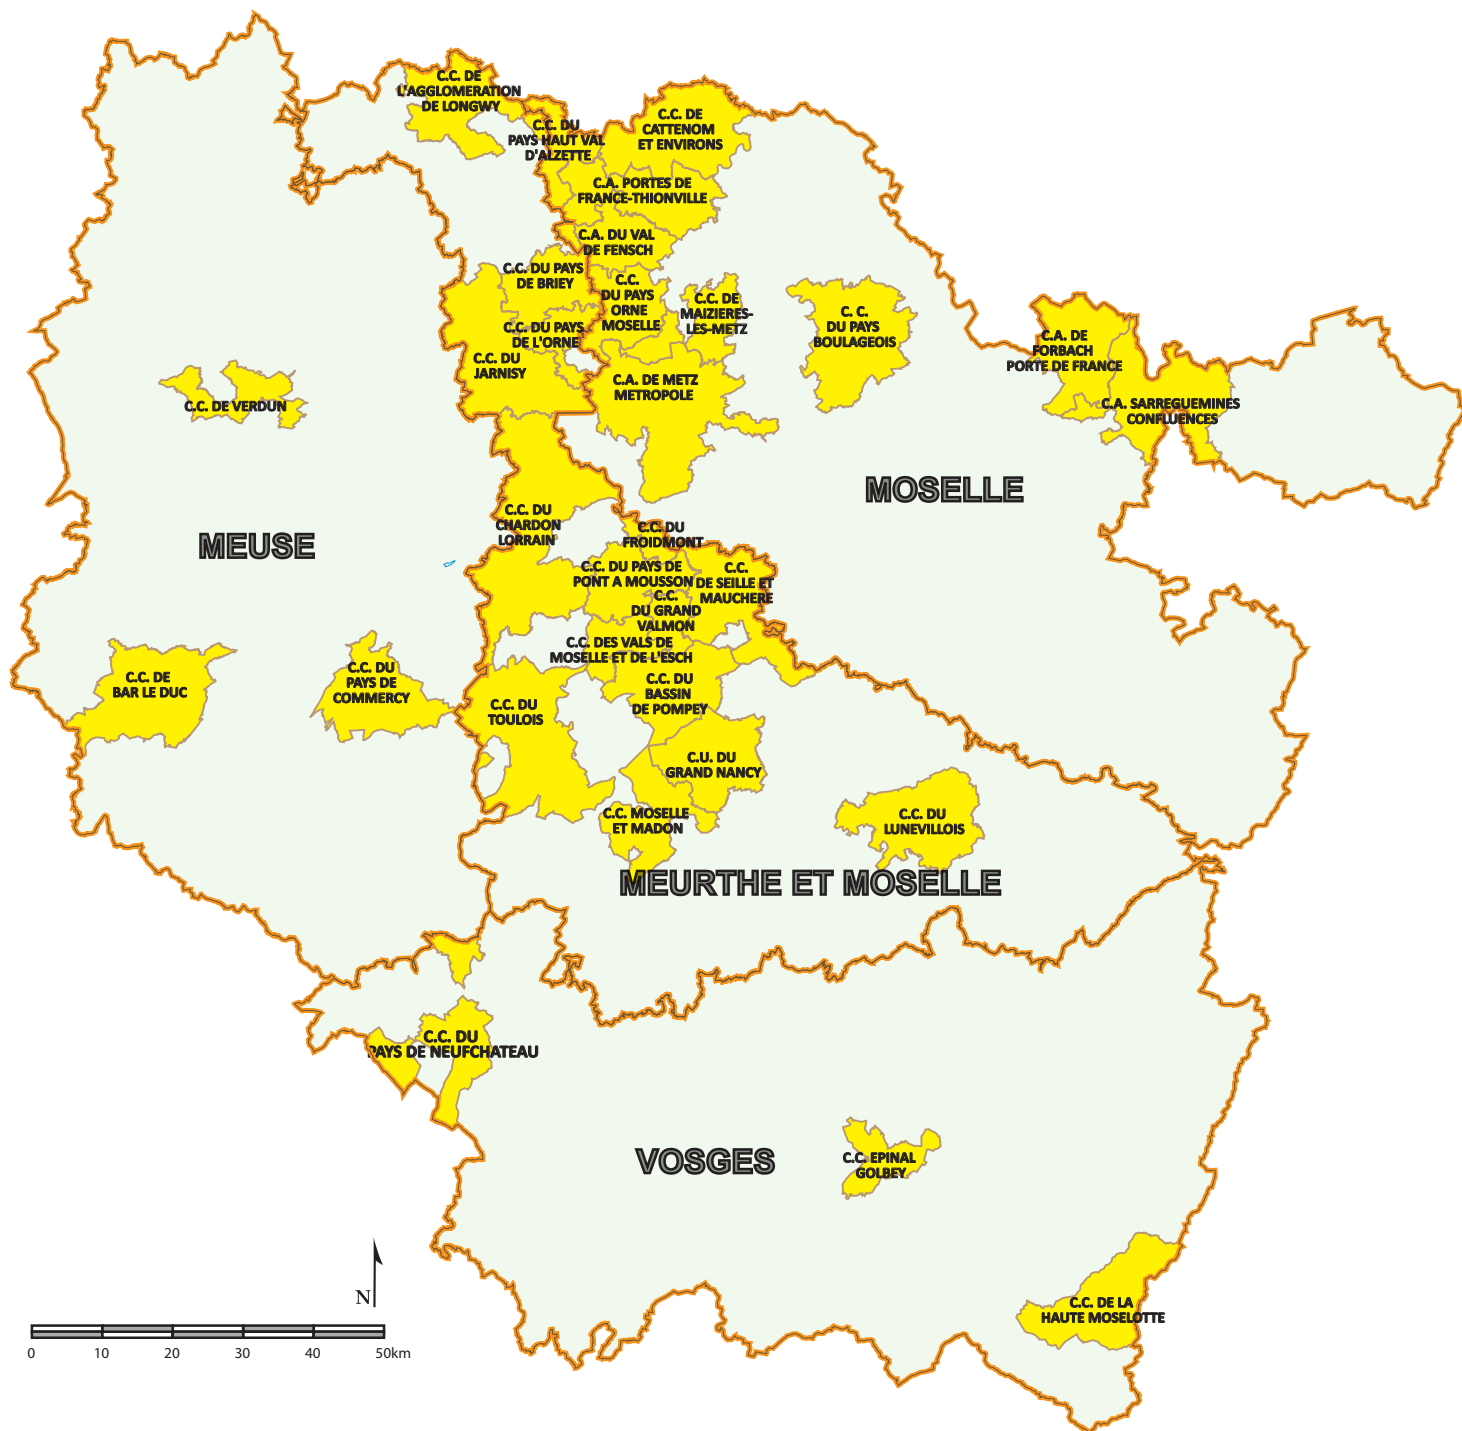 C.C. DE
L'AGGLOMERATION
DE LONGWY
C.C. DU
PAYS HAUT VAL
D'ALZETTE
C.C. DE
CATTENOM
ET ENVIRONS
C.A. PORTES DE
FRANCE-THIONVILLE
C.A. DU VAL
DE FENSCH
C.C. DU PAYS
DE BRIEY
C.C.
DU PAYS
ORNE
MOSELLE
C.C. DE
MAIZIERES-
LES-METZ
C. C.
DU PAYS
BOULAGEOIS
C.C. DU PAYS
DE L'ORNE
C.C. DU
JARNISY
C.A. DE METZ
METROPOLE
C.A. DE
FORBACH
PORTE DE FRANCE
C.A. SARREGUEMINES
CONFLUENCES
C.C. DE VERDUN
MOSELLE
MEUSE
C.C. DU
CHARDON
LORRAIN
C.C. DU
FROIDMONT
C.C. DU PAYS DE
PONT A MOUSSON
C.C.
DE SEILLE ET
MAUCHERE
C.C.
DU GRAND
VALMON
C.C. DES VALS DE
MOSELLE ET DE L'ESCH
C.C. DE
BAR LE DUC
C.C. DU
PAYS DE
COMMERCY
C.C. DU
TOULOIS
C.C. DU
BASSIN
DE POMPEY
C.U. DU
GRAND NANCY
C.C. MOSELLE
ET MADON
C.C. DU
LUNEVILLOIS
MEURTHE ET MOSELLE
C.C. DU
PAYS DE NEUFCHATEAU
VOSGES
C.C. EPINAL
GOLBEY
C.C. DE LA
HAUTE MOSELOTTE
N
0 10 20 30 40 50km